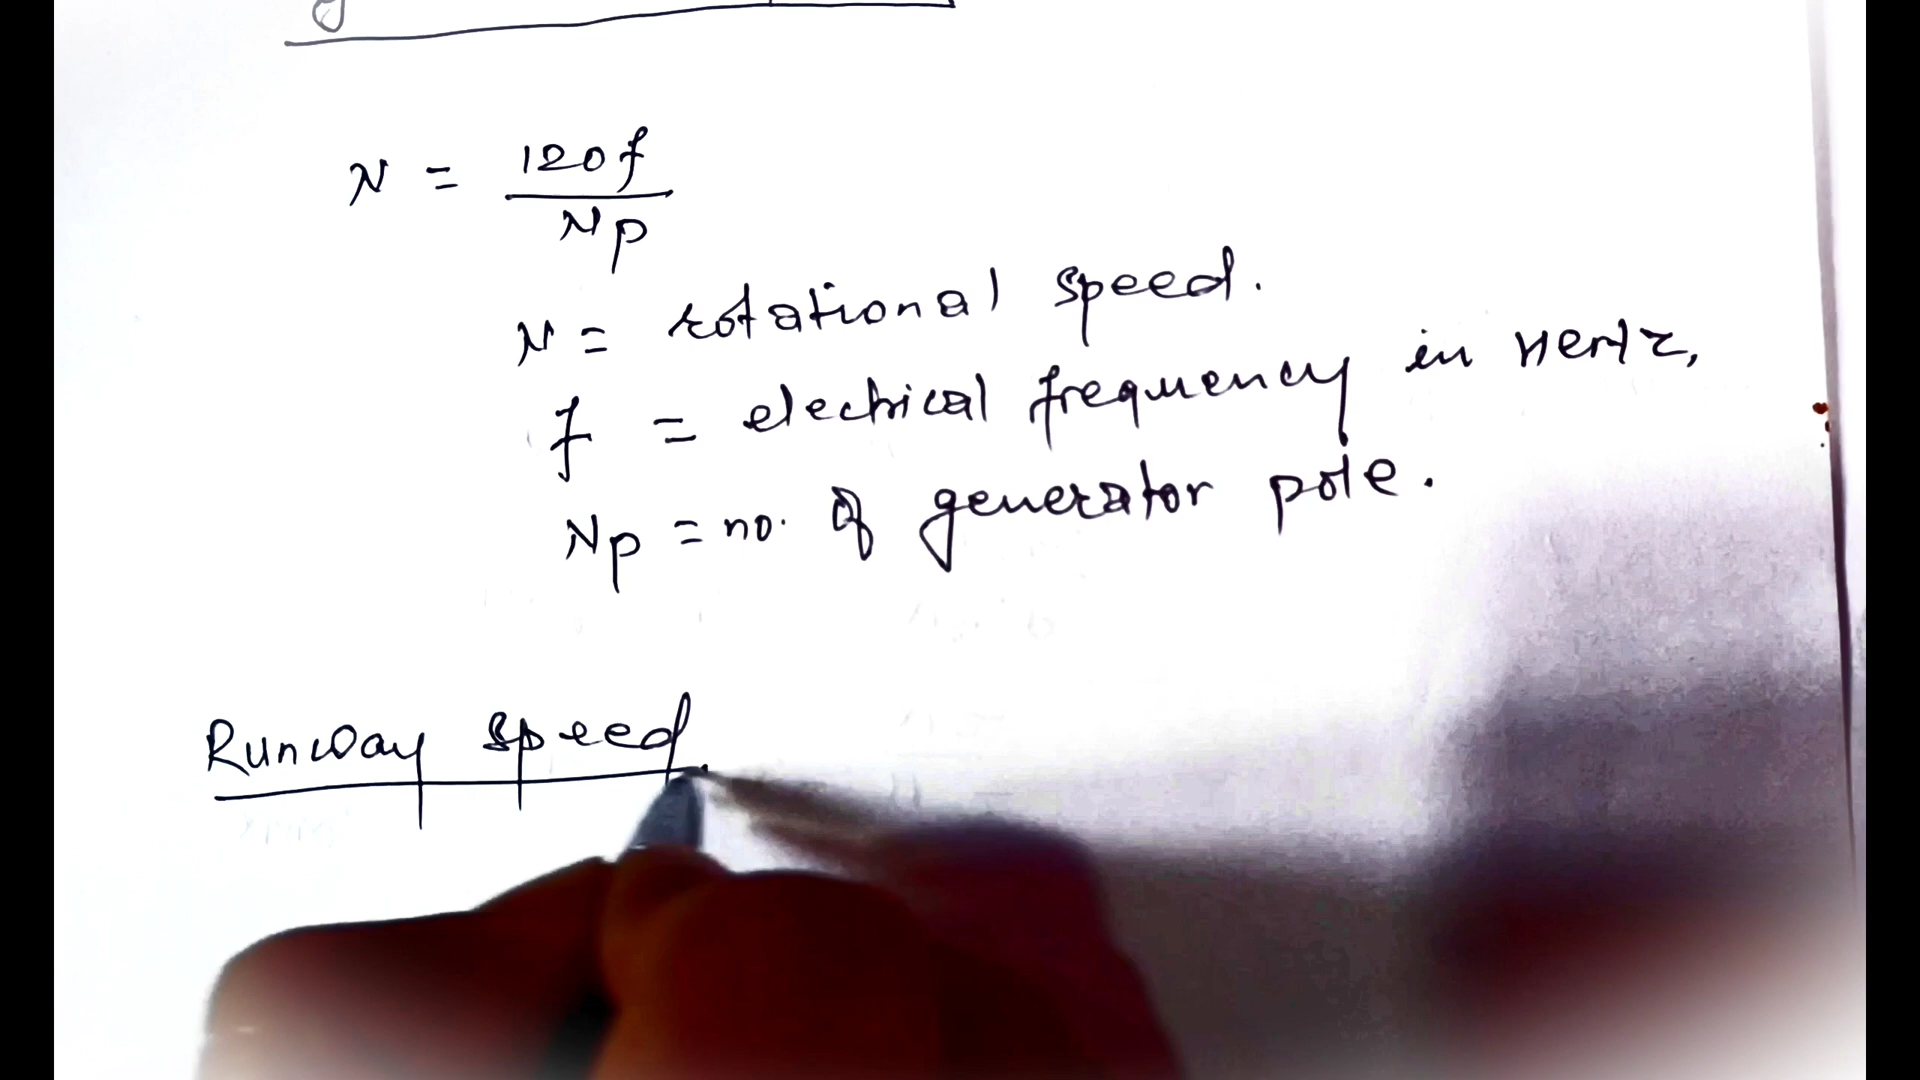 N = 120f / Np
N = rotational speed.
f = electrical frequency in Hertz,
Np = no. of generator pole.
Runway speed